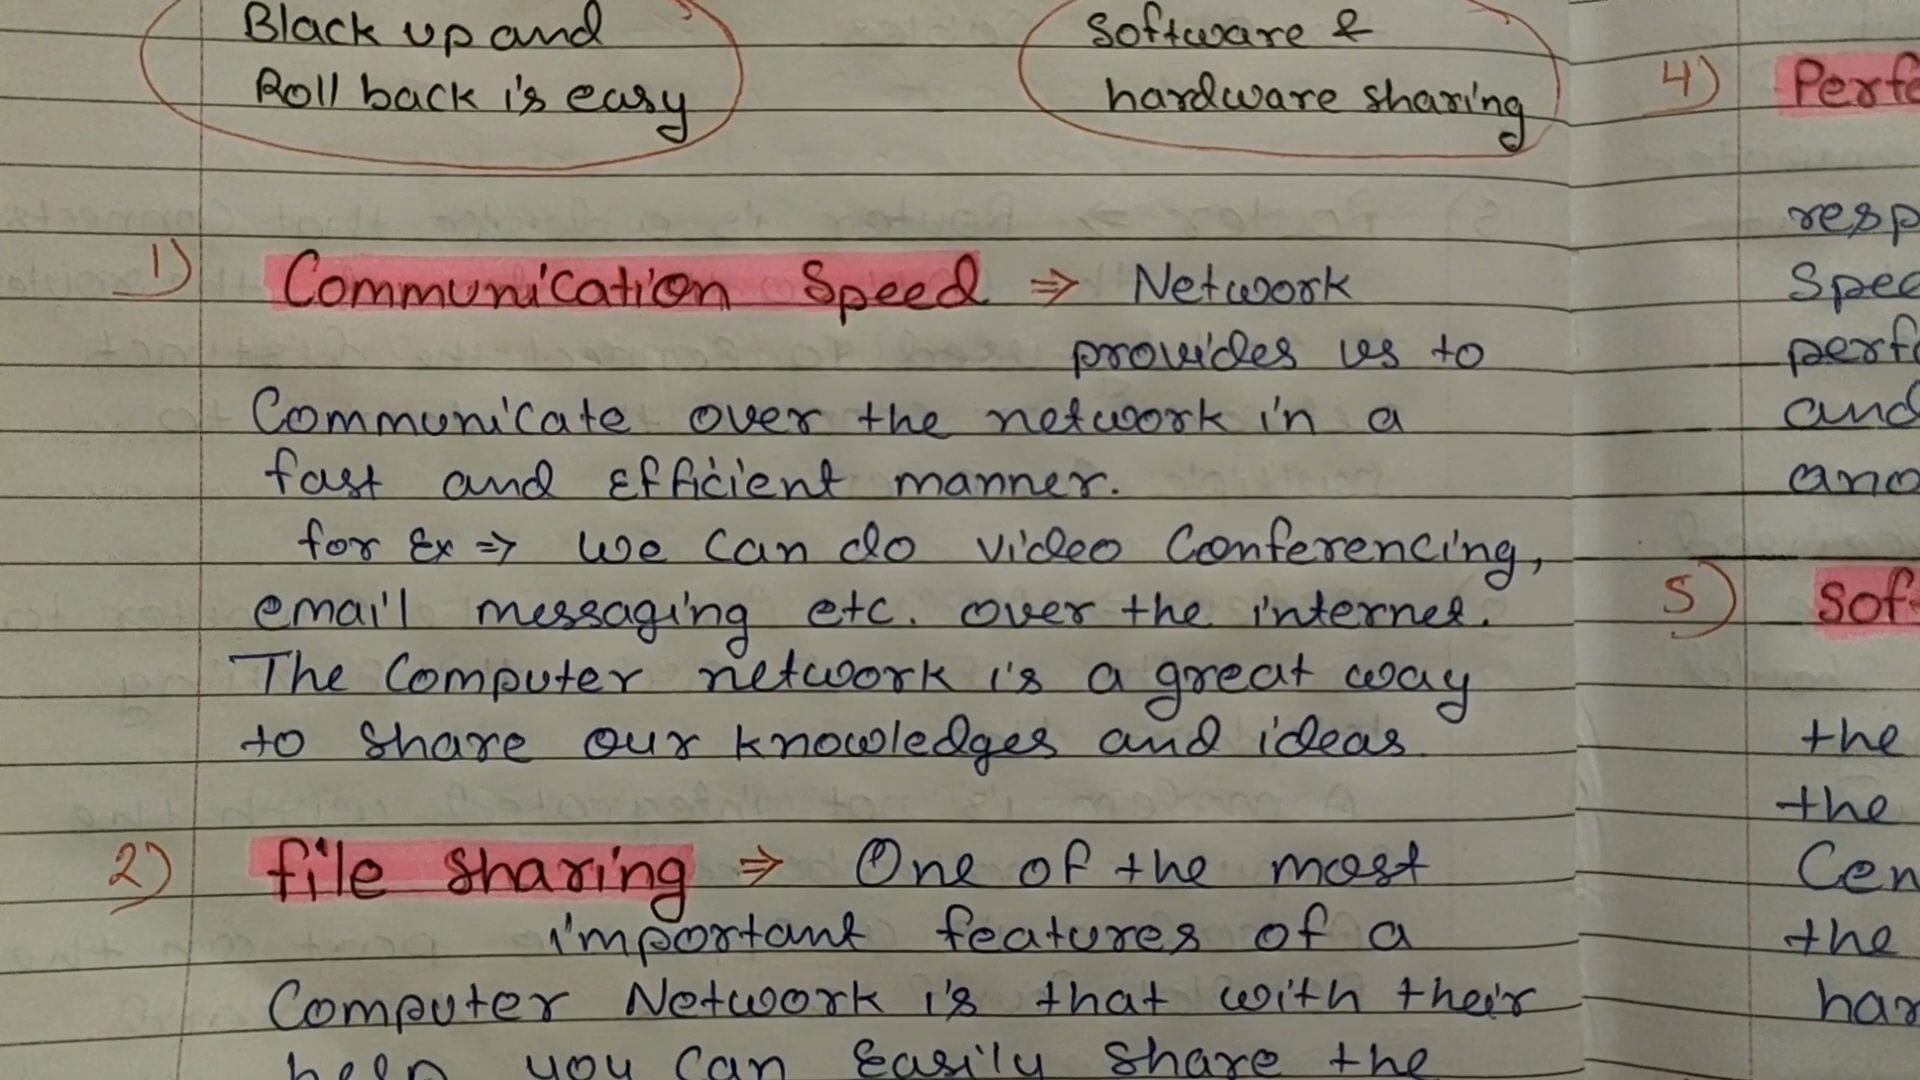 Black up and
Roll back is easy
Software &
hardware sharing
1) Communication Speed ⇒ Network
provides us to
Communicate over the network in a
fast and Efficient manner.
for Ex ⇒ we can do video Conferencing,
email messaging etc. over the internet.
The Computer network is a great way
to share our knowledges and ideas
2) file sharing ⇒ One of the most
important features of a
Computer Network is that with their
help you can Easily share the
4) Perfo
resp
Spee
perfo
and
ano
5) Sof
the
the
Cen
the
har